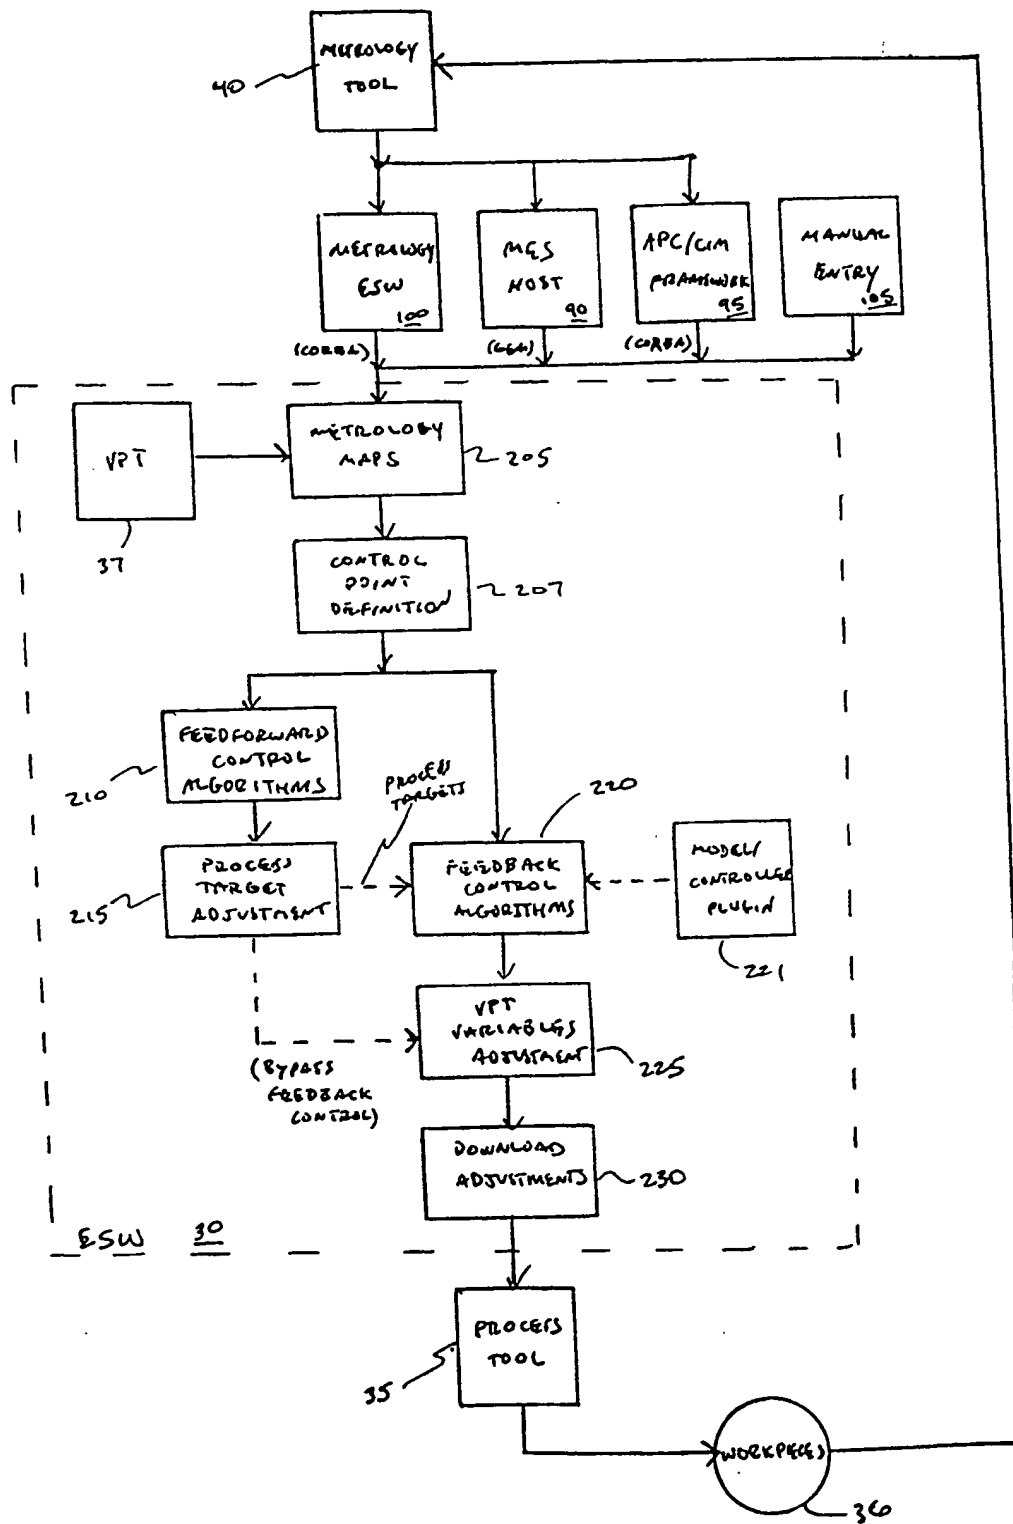 METROLOGY
TOOL
40
METROLOGY
ESW
100
MES
HOST
90
APC/CIM
FRAMEWORK
95
MANUAL
ENTRY
105
(CORBA)
(GEM)
(CORBA)
VPT
37
METROLOGY
MAPS
205
CONTROL
POINT
DEFINITION
207
FEEDFORWARD
CONTROL
ALGORITHMS
210
PROCESS
TARGETS
220
PROCESS
TARGET
ADJUSTMENT
215
FEEDBACK
CONTROL
ALGORITHMS
MODEL/
CONTROLLER
PLUGIN
221
VPT
VARIABLES
ADJUSTMENT
225
(BYPASS
FEEDBACK
CONTROL)
DOWNLOAD
ADJUSTMENTS
230
ESW 30
PROCESS
TOOL
35
WORKPIECES
36